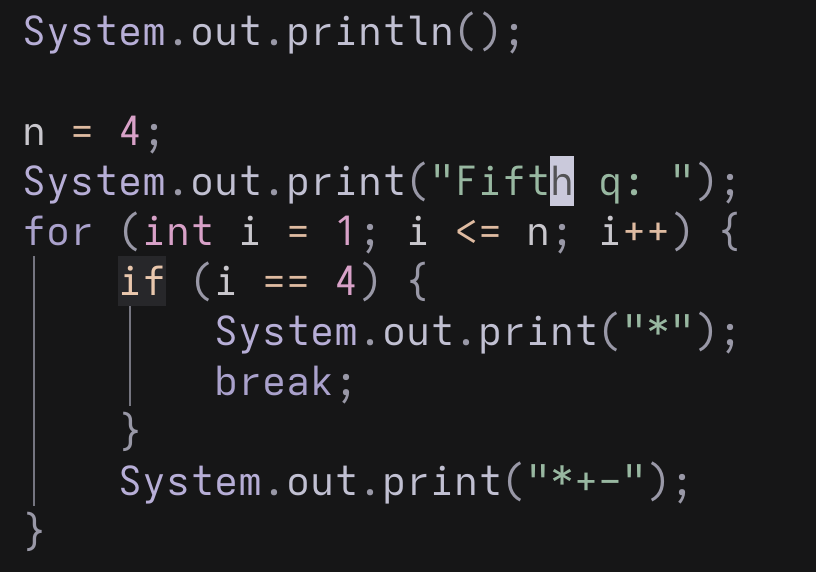 System.out.println();

n = 4;
System.out.print("Fifth q: ");
for (int i = 1; i <= n; i++) {
    if (i == 4) {
        System.out.print("*");
        break;
    }
    System.out.print("*+-");
}